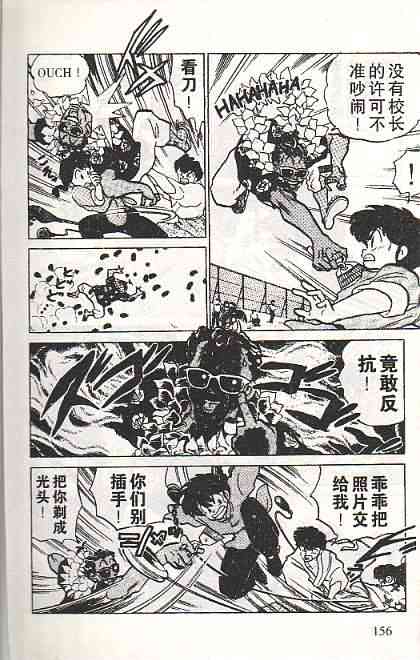 没有校长
的许可不
准吵闹！
！
HAHAHAHA
看刀！
OUCH！
竟敢反
抗！
乖乖把
照片交
给我！
你们别
插手！
把你剃成
光头！
156